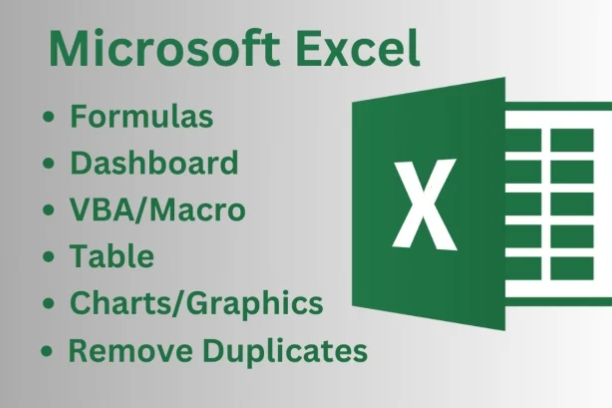 Microsoft Excel
• Formulas
• Dashboard
• VBA/Macro
• Table
• Charts/Graphics
• Remove Duplicates
X